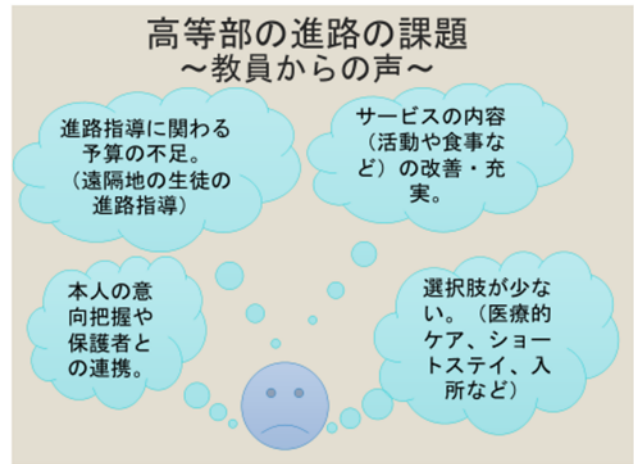 高等部の進路の課題
～教員からの声～
進路指導に関わる
予算の不足。
（遠隔地の生徒の
進路指導）
サービスの内容
（活動や食事な
ど）の改善・充
実。
本人の意
向把握や
保護者と
の連携。
選択肢が少な
い。（医療的
ケア、ショー
トステイ、入
所など）